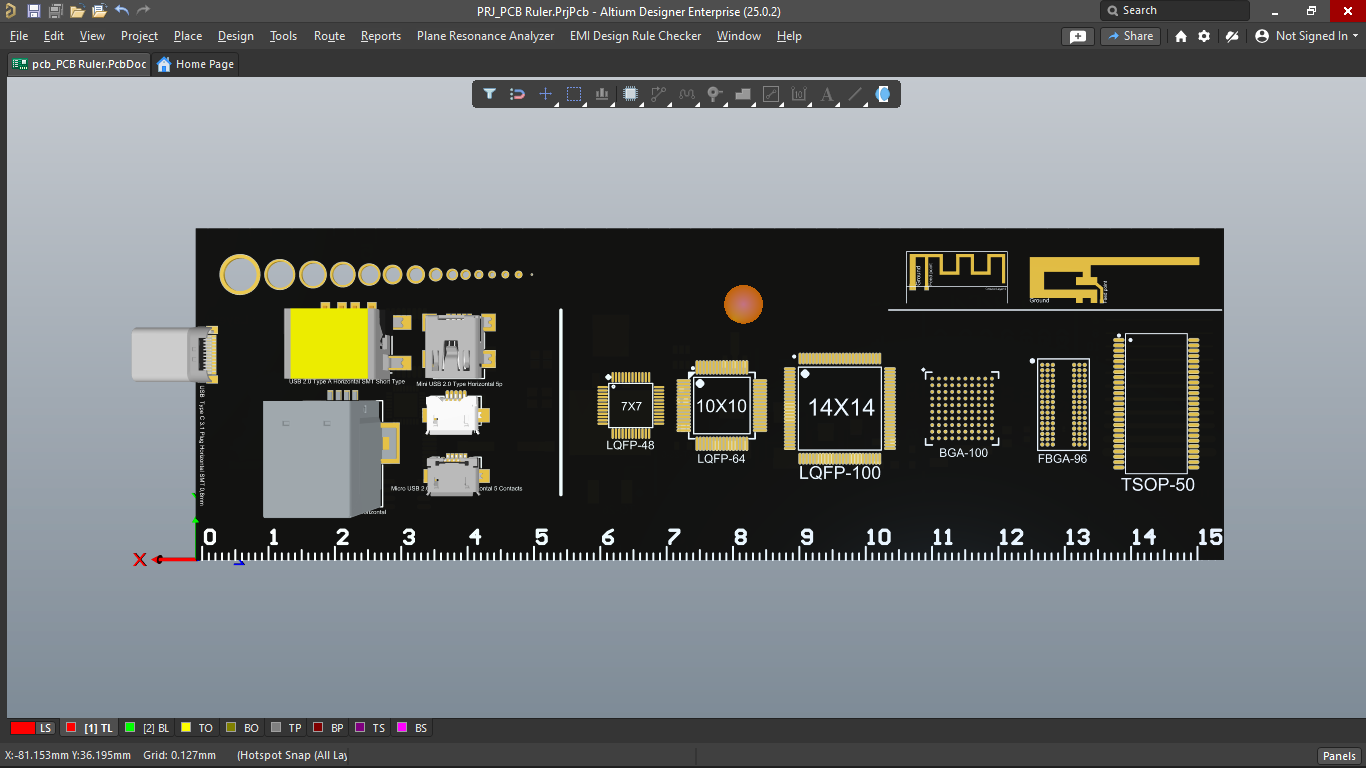 PRJ_PCB Ruler.PrjPcb - Altium Designer Enterprise (25.0.2)
Search
File Edit View Project Place Design Tools Route Reports Plane Resonance Analyzer EMI Design Rule Checker Window Help
Share
Not Signed In
pcb_PCB Ruler.PcbDoc
Home Page
Ground
Feed point
Ground
Feed point
USB 2.0 Type A Horizontal SMT Short Type
Mini USB 2.0 Type Horizontal 5p
USB Type C 3.1 Plug Horizontal SMT 0.8mm
Micro USB 2.0
ontal 5 Contacts
7X7
LQFP-48
10X10
LQFP-64
14X14
LQFP-100
BGA-100
FBGA-96
TSOP-50
0 1 2 3 4 5 6 7 8 9 10 11 12 13 14 15
X
LS [1] TL [2] BL TO BO TP BP TS BS
X:-81.153mm Y:36.195mm Grid: 0.127mm (Hotspot Snap (All Lay
Panels